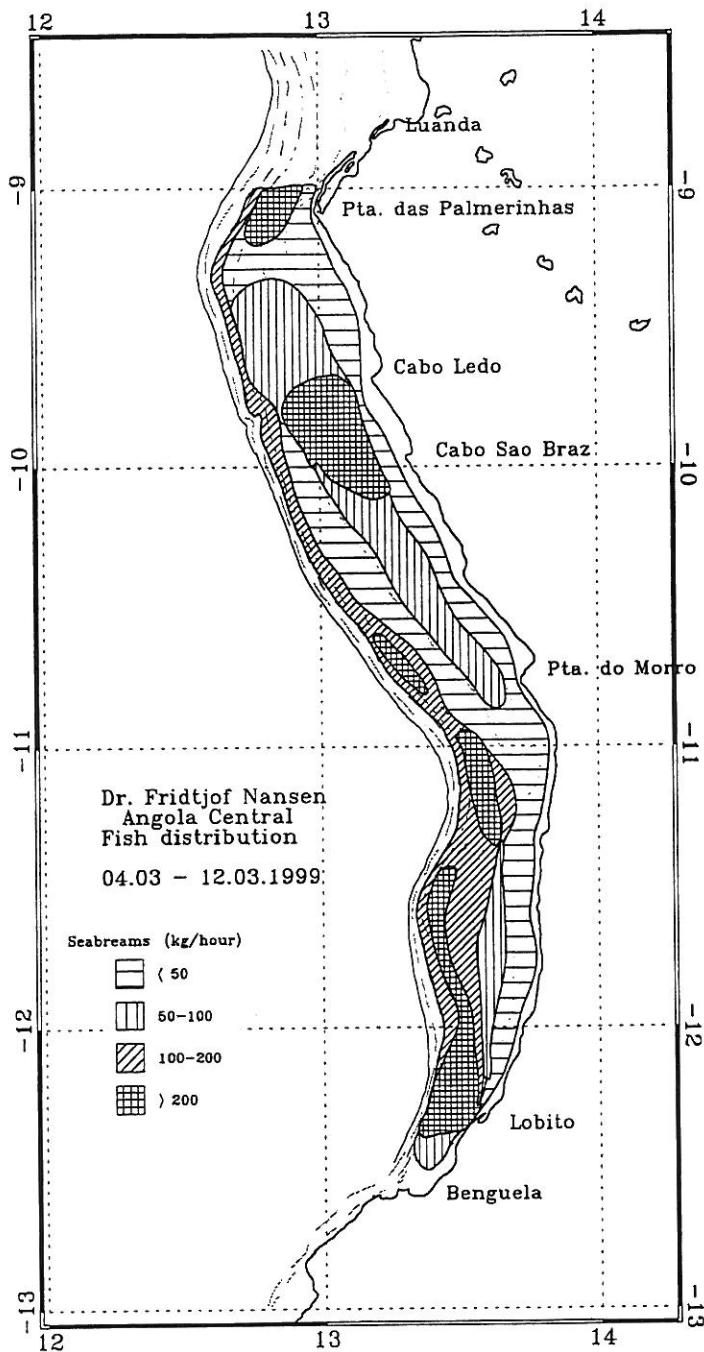 12 13 14
Luanda
-9 -9
Pta. das Palmerinhas
Cabo Ledo
Cabo Sao Braz
-10 -10
Pta. do Morro
-11 -11
Dr. Fridtjof Nansen
Angola Central
Fish distribution
04.03 - 12.03.1999
Seabreams (kg/hour)
< 50
50-100
-12 -12
100-200
> 200
Lobito
Benguela
-13 -13
12 13 14